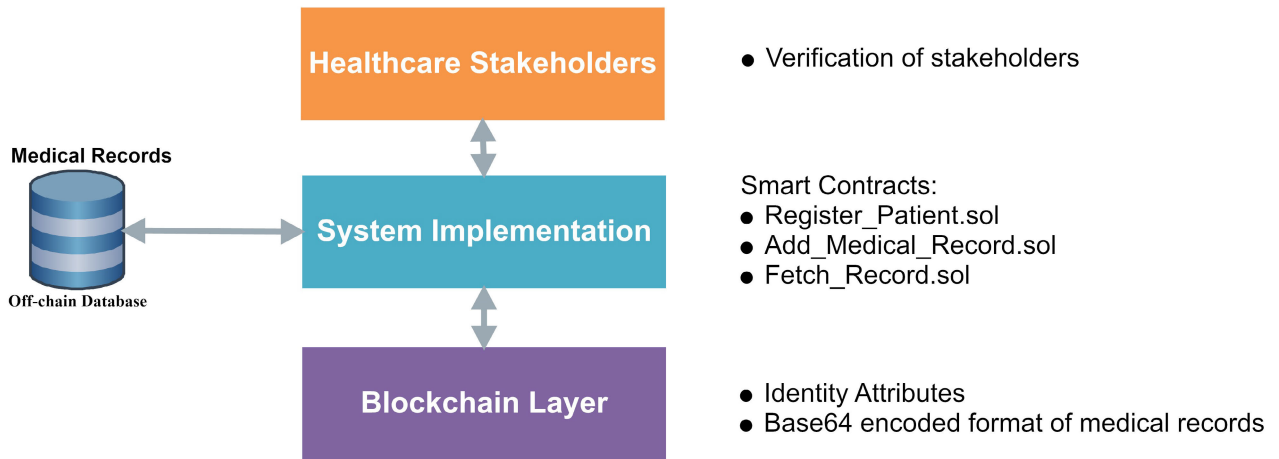 Healthcare Stakeholders
● Verification of stakeholders
Medical Records
Off-chain Database
System Implementation
Smart Contracts:
● Register_Patient.sol
● Add_Medical_Record.sol
● Fetch_Record.sol
Blockchain Layer
● Identity Attributes
● Base64 encoded format of medical records